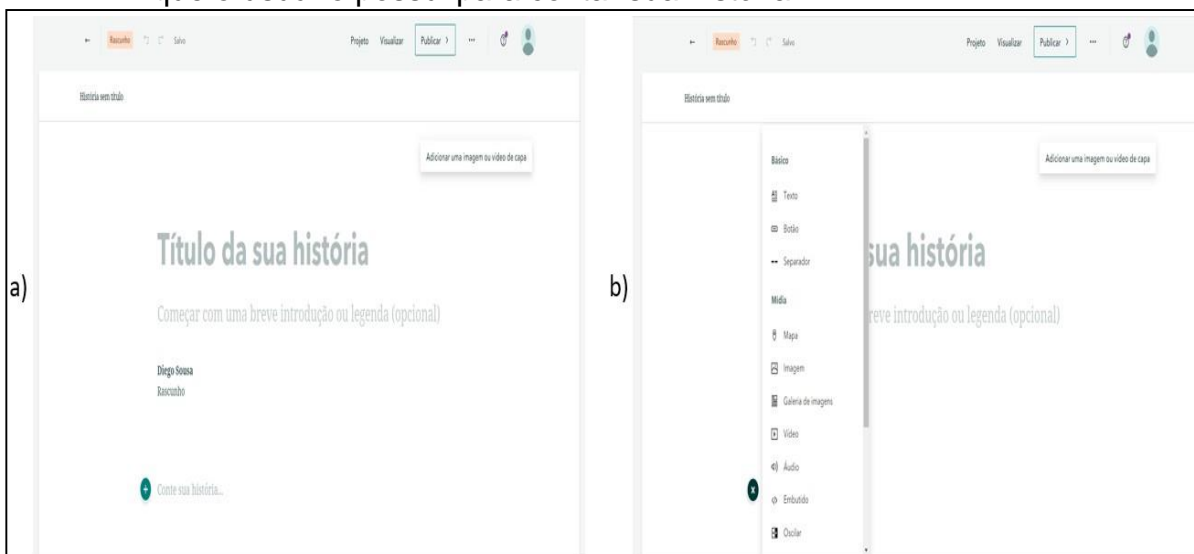 que o usuário possui para contar sua história
a)
Rascunho Salvo Projeto Visualizar Publicar > ...
História sem título
Adicionar uma imagem ou vídeo de capa
Título da sua história
Começar com uma breve introdução ou legenda (opcional)
Diego Sousa
Rascunho
Conte sua história...
b)
Rascunho Salvo Projeto Visualizar Publicar > ...
História sem título
Adicionar uma imagem ou vídeo de capa
sua história
reve introdução ou legenda (opcional)
Básico
Texto
Botão
Separador
Mídia
Mapa
Imagem
Galeria de imagens
Vídeo
Áudio
Embutido
Oscilar